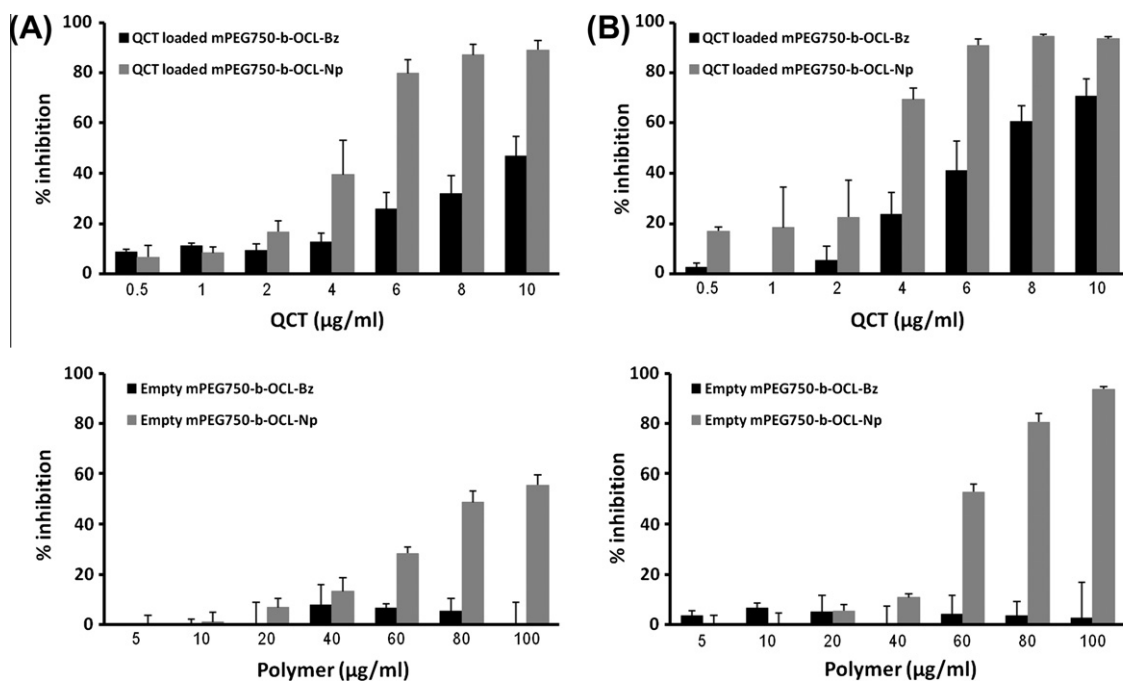 (A)
100
80
60
40
20
0
% inhibition
QCT loaded mPEG750-b-OCL-Bz
QCT loaded mPEG750-b-OCL-Np
0.5 1 2 4 6 8 10
QCT (µg/ml)
(B)
100
80
60
40
20
0
% inhibition
QCT loaded mPEG750-b-OCL-Bz
QCT loaded mPEG750-b-OCL-Np
0.5 1 2 4 6 8 10
QCT (µg/ml)
100
80
60
40
20
0
% inhibition
Empty mPEG750-b-OCL-Bz
Empty mPEG750-b-OCL-Np
5 10 20 40 60 80 100
Polymer (µg/ml)
100
80
60
40
20
0
% inhibition
Empty mPEG750-b-OCL-Bz
Empty mPEG750-b-OCL-Np
5 10 20 40 60 80 100
Polymer (µg/ml)